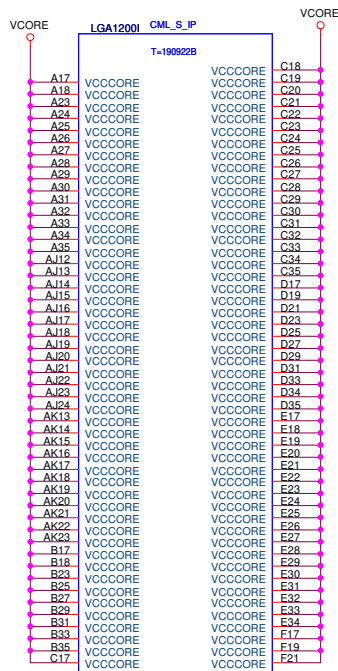 VCORE
VCORE
LGA1200I CML_S_IP
T=190922B
VCCCORE C18
A17 VCCCORE VCCCORE C19
A18 VCCCORE VCCCORE C20
A23 VCCCORE VCCCORE C21
A24 VCCCORE VCCCORE C22
A25 VCCCORE VCCCORE C23
A26 VCCCORE VCCCORE C24
A27 VCCCORE VCCCORE C25
A28 VCCCORE VCCCORE C26
A29 VCCCORE VCCCORE C27
A30 VCCCORE VCCCORE C28
A31 VCCCORE VCCCORE C29
A32 VCCCORE VCCCORE C30
A33 VCCCORE VCCCORE C31
A34 VCCCORE VCCCORE C32
A35 VCCCORE VCCCORE C33
AJ12 VCCCORE VCCCORE C34
AJ13 VCCCORE VCCCORE C35
AJ14 VCCCORE VCCCORE D17
AJ15 VCCCORE VCCCORE D19
AJ16 VCCCORE VCCCORE D21
AJ17 VCCCORE VCCCORE D23
AJ18 VCCCORE VCCCORE D25
AJ19 VCCCORE VCCCORE D27
AJ20 VCCCORE VCCCORE D29
AJ21 VCCCORE VCCCORE D31
AJ22 VCCCORE VCCCORE D33
AJ23 VCCCORE VCCCORE D34
AJ24 VCCCORE VCCCORE D35
AK13 VCCCORE VCCCORE E17
AK14 VCCCORE VCCCORE E18
AK15 VCCCORE VCCCORE E19
AK16 VCCCORE VCCCORE E20
AK17 VCCCORE VCCCORE E21
AK18 VCCCORE VCCCORE E22
AK19 VCCCORE VCCCORE E23
AK20 VCCCORE VCCCORE E24
AK21 VCCCORE VCCCORE E25
AK22 VCCCORE VCCCORE E26
AK23 VCCCORE VCCCORE E27
B17 VCCCORE VCCCORE E28
B18 VCCCORE VCCCORE E29
B23 VCCCORE VCCCORE E30
B25 VCCCORE VCCCORE E31
B27 VCCCORE VCCCORE E32
B29 VCCCORE VCCCORE E33
B31 VCCCORE VCCCORE E34
B33 VCCCORE VCCCORE F17
B35 VCCCORE VCCCORE F19
C17 VCCCORE VCCCORE F21